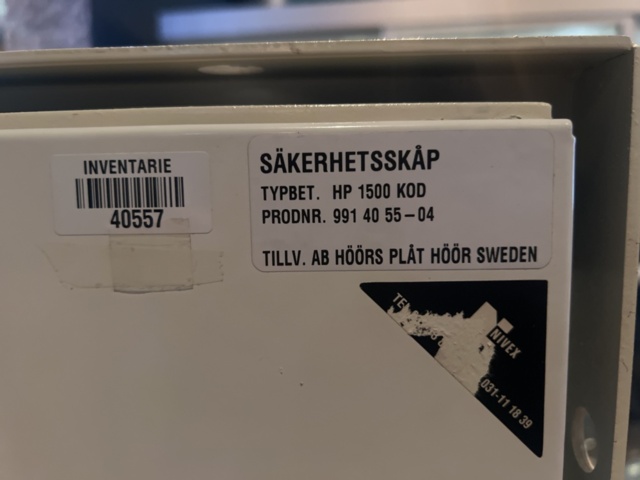 INVENTARIE
40557
SÄKERHETSSKÅP
TYPBET. HP 1500 KOD
PRODNR. 991 40 55-04
TILLV. AB HÖÖRS PLÅT HÖÖR SWEDEN
NIVEX
031-11 18 39